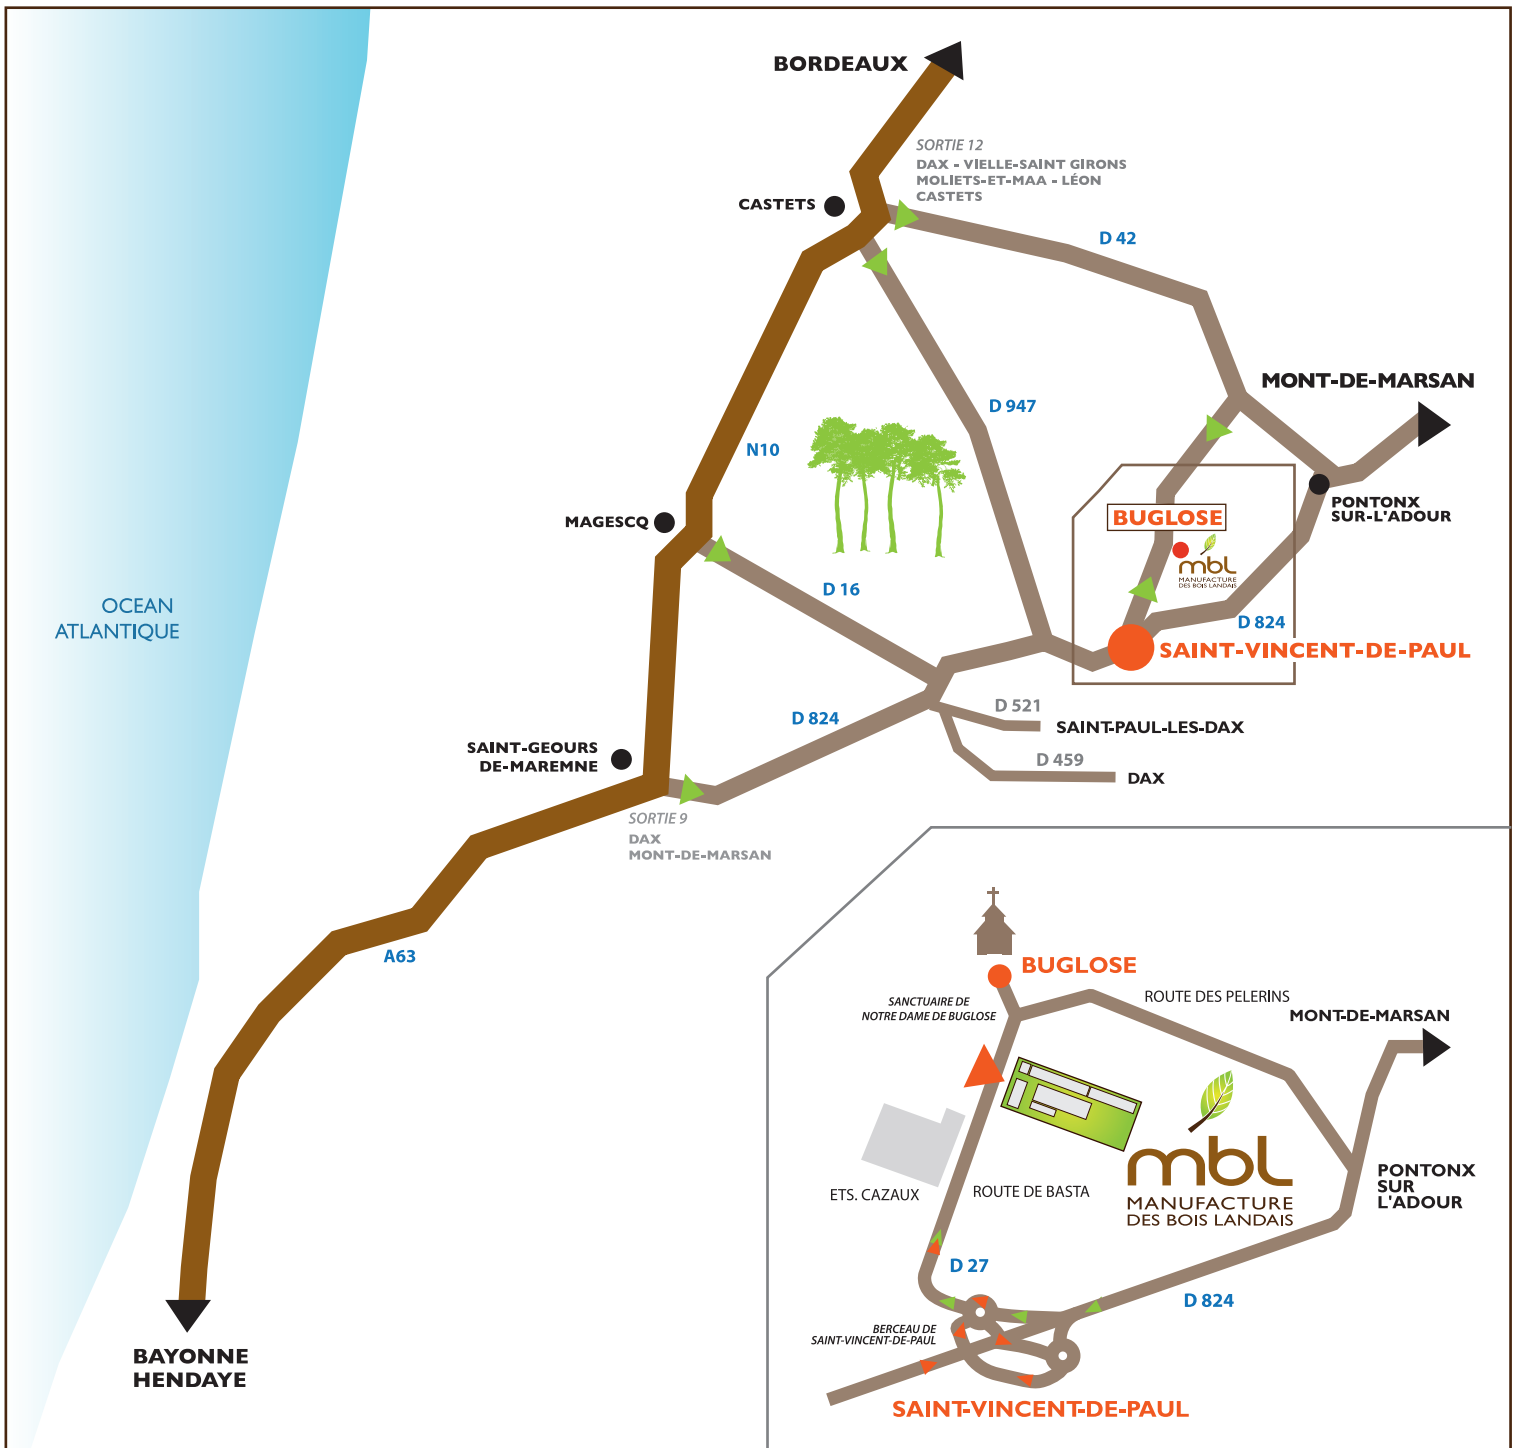 BORDEAUX
SORTIE 12
DAX - VIELLE-SAINT GIRONS
MOLIETS-ET-MAA - LÉON
CASTETS
CASTETS
D 42
MONT-DE-MARSAN
D 947
N10
PONTONX
SUR-L'ADOUR
BUGLOSE
MAGESCQ
mbl
MANUFACTURE
DES BOIS LANDAIS
D 16
OCEAN
ATLANTIQUE
D 824
SAINT-VINCENT-DE-PAUL
D 521
D 824
SAINT-PAUL-LES-DAX
SAINT-GEOURS
DE-MAREMNE
D 459
DAX
SORTIE 9
DAX
MONT-DE-MARSAN
A63
BAYONNE
HENDAYE
BUGLOSE
SANCTUAIRE DE
NOTRE DAME DE BUGLOSE
ROUTE DES PELERINS
MONT-DE-MARSAN
mbl
MANUFACTURE
DES BOIS LANDAIS
PONTONX
SUR
L'ADOUR
ETS. CAZAUX
ROUTE DE BASTA
D 27
D 824
BERCEAU DE
SAINT-VINCENT-DE-PAUL
SAINT-VINCENT-DE-PAUL